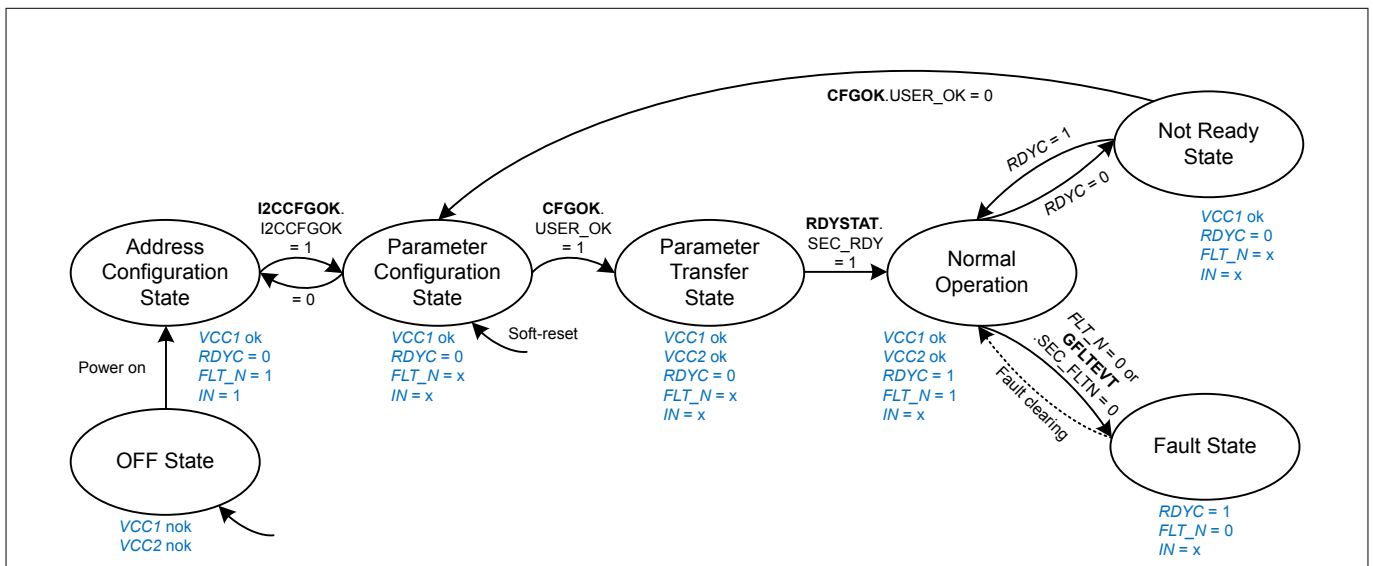 CFGOK.USER_OK = 0
Not Ready
State
RDYC = 1
RDYC = 0
VCC1 ok
RDYC = 0
FLT_N = x
IN = x
Address
Configuration
State
I2CCFGOK.
I2CCFGOK
= 1
= 0
Parameter
Configuration
State
CFGOK.
USER_OK
= 1
Parameter
Transfer
State
RDYSTAT.
SEC_RDY
= 1
Normal
Operation
VCC1 ok
RDYC = 0
FLT_N = 1
IN = 1
VCC1 ok
RDYC = 0
FLT_N = x
IN = x
Soft-reset
VCC1 ok
VCC2 ok
RDYC = 0
FLT_N = x
IN = x
VCC1 ok
VCC2 ok
RDYC = 1
FLT_N = 1
IN = x
FLT_N = 0 or
GFLTEVT
.SEC_FLTN = 0
Fault clearing
Power on
OFF State
VCC1 nok
VCC2 nok
Fault State
RDYC = 1
FLT_N = 0
IN = x